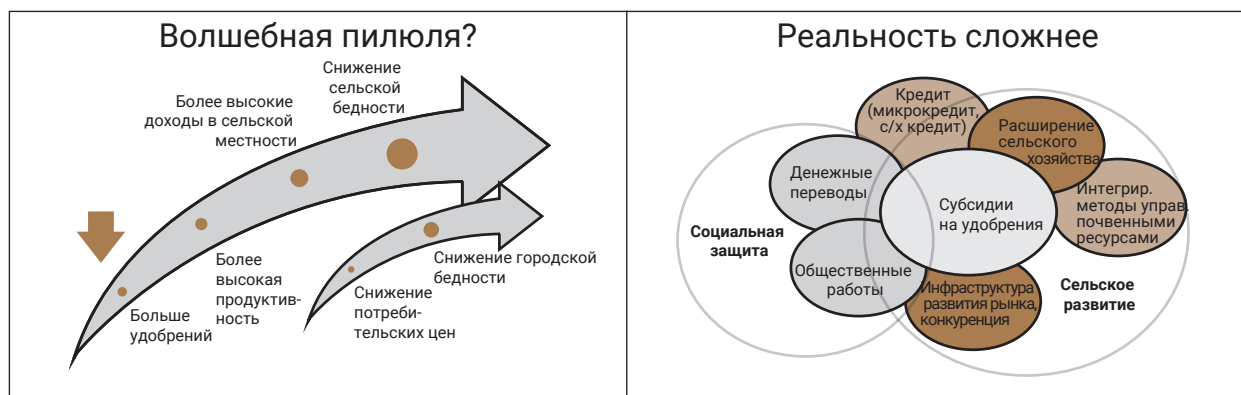 Волшебная пилюля?
Снижение
сельской
бедности
Более высокие
доходы в сельской
местности
Снижение городской
бедности
Более
высокая
продуктив-
ность
Снижение
потреби-
тельских цен
Больше
удобрений
Реальность сложнее
Кредит
(микрокредит,
с/х кредит)
Расширение
сельского
хозяйства
Денежные
переводы
Интегрир.
методы управ.
почвенными
ресурсами
Субсидии
на удобрения
Социальная
защита
Общественные
работы
Инфраструктура
развития рынка,
конкуренция
Сельское
развитие